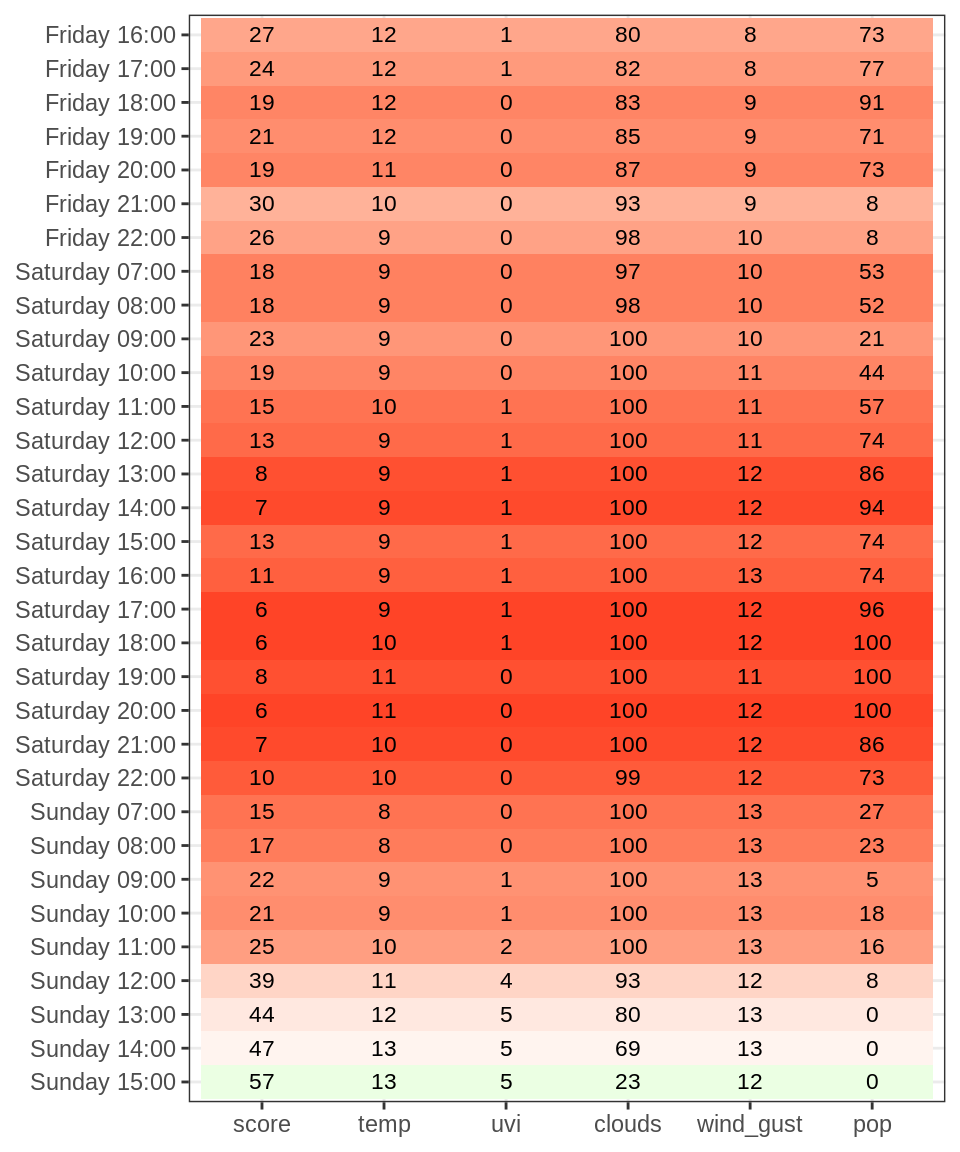 Friday 16:00 27 12 1 80 8 73
Friday 17:00 24 12 1 82 8 77
Friday 18:00 19 12 0 83 9 91
Friday 19:00 21 12 0 85 9 71
Friday 20:00 19 11 0 87 9 73
Friday 21:00 30 10 0 93 9 8
Friday 22:00 26 9 0 98 10 8
Saturday 07:00 18 9 0 97 10 53
Saturday 08:00 18 9 0 98 10 52
Saturday 09:00 23 9 0 100 10 21
Saturday 10:00 19 9 0 100 11 44
Saturday 11:00 15 10 1 100 11 57
Saturday 12:00 13 9 1 100 11 74
Saturday 13:00 8 9 1 100 12 86
Saturday 14:00 7 9 1 100 12 94
Saturday 15:00 13 9 1 100 12 74
Saturday 16:00 11 9 1 100 13 74
Saturday 17:00 6 9 1 100 12 96
Saturday 18:00 6 10 1 100 12 100
Saturday 19:00 8 11 0 100 11 100
Saturday 20:00 6 11 0 100 12 100
Saturday 21:00 7 10 0 100 12 86
Saturday 22:00 10 10 0 99 12 73
Sunday 07:00 15 8 0 100 13 27
Sunday 08:00 17 8 0 100 13 23
Sunday 09:00 22 9 1 100 13 5
Sunday 10:00 21 9 1 100 13 18
Sunday 11:00 25 10 2 100 13 16
Sunday 12:00 39 11 4 93 12 8
Sunday 13:00 44 12 5 80 13 0
Sunday 14:00 47 13 5 69 13 0
Sunday 15:00 57 13 5 23 12 0
score temp uvi clouds wind_gust pop